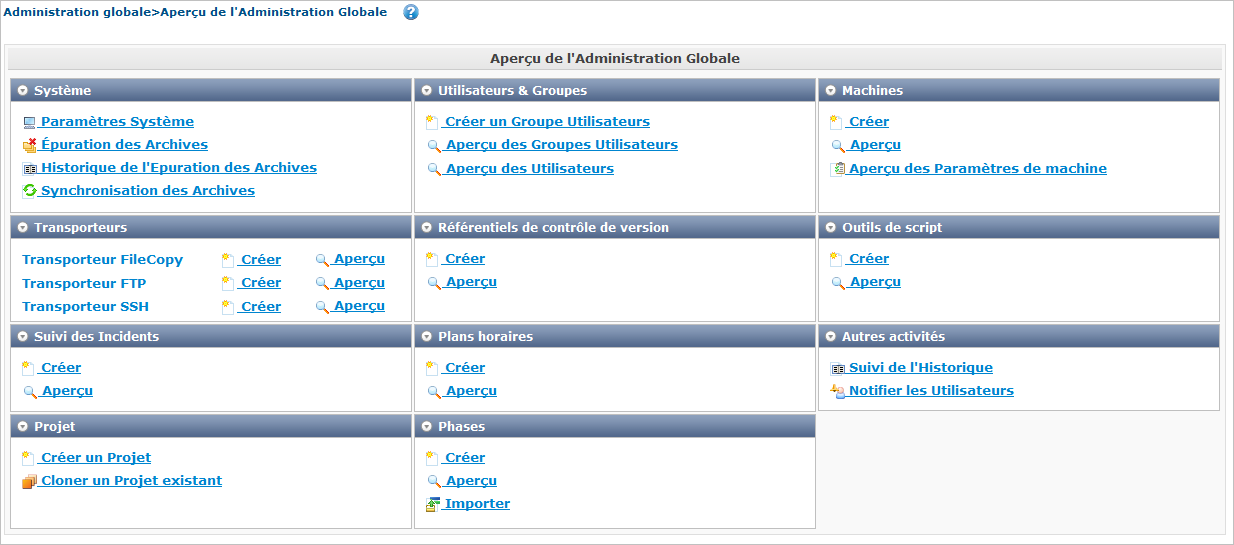 Administration globale>Aperçu de l'Administration Globale ?
Aperçu de l'Administration Globale
Système
Paramètres Système
Épuration des Archives
Historique de l'Epuration des Archives
Synchronisation des Archives
Utilisateurs & Groupes
Créer un Groupe Utilisateurs
Aperçu des Groupes Utilisateurs
Aperçu des Utilisateurs
Machines
Créer
Aperçu
Aperçu des Paramètres de machine
Transporteurs
Transporteur FileCopy Créer Aperçu
Transporteur FTP Créer Aperçu
Transporteur SSH Créer Aperçu
Référentiels de contrôle de version
Créer
Aperçu
Outils de script
Créer
Aperçu
Suivi des Incidents
Créer
Aperçu
Plans horaires
Créer
Aperçu
Autres activités
Suivi de l'Historique
Notifier les Utilisateurs
Projet
Créer un Projet
Cloner un Projet existant
Phases
Créer
Aperçu
Importer